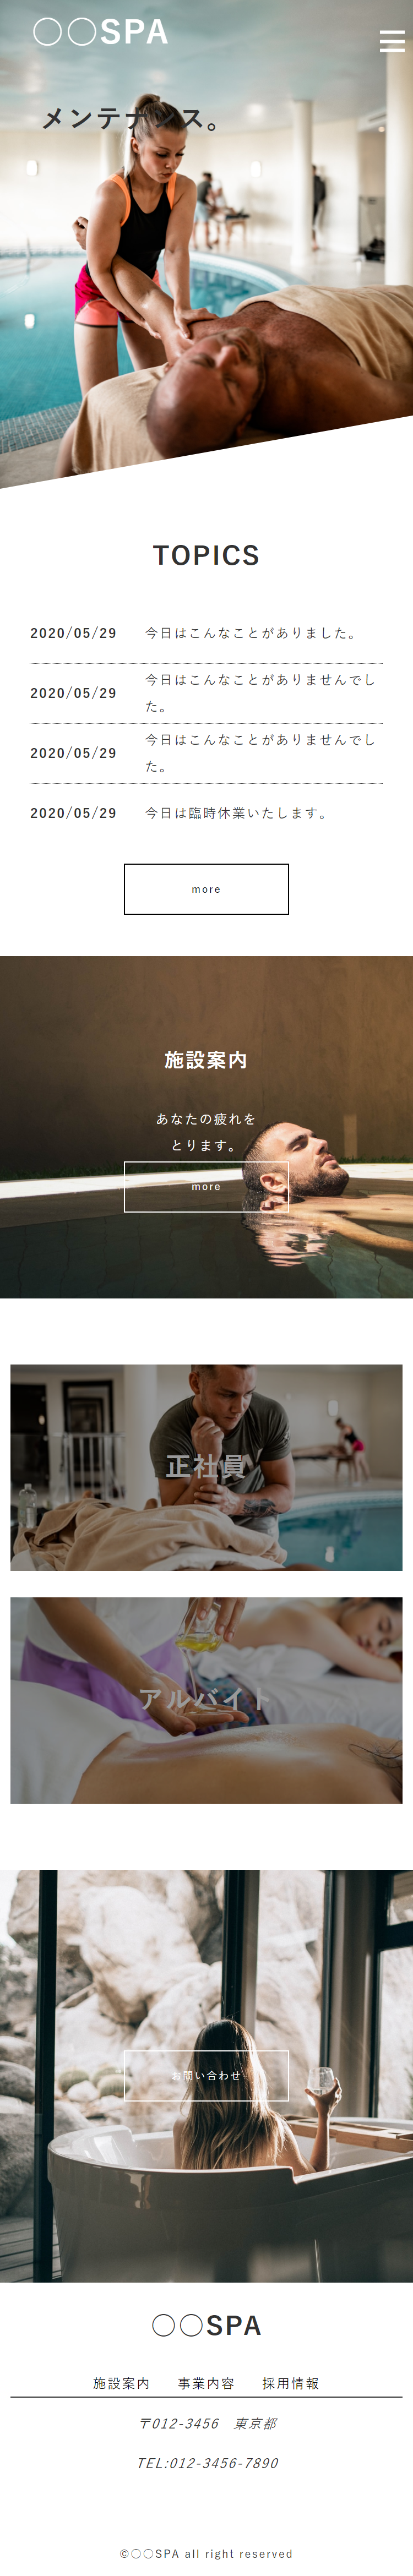 〇〇SPA
メンテナンス。
TOPICS
2020/05/29 今日はこんなことがありました。
2020/05/29 今日はこんなことがありませんでし
た。
2020/05/29 今日はこんなことがありませんでし
た。
2020/05/29 今日は臨時休業いたします。
more
施設案内
あなたの疲れを
とります。
more
正社員
アルバイト
お問い合わせ
〇〇SPA
施設案内 事業内容 採用情報
〒012-3456 東京都
TEL:012-3456-7890
©〇〇SPA all right reserved